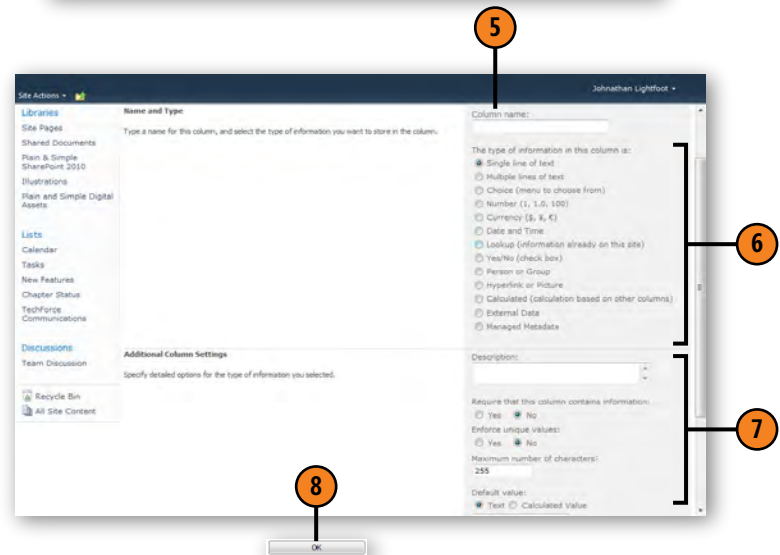 5
Site Actions
Johnathan Lightfoot
Libraries
Site Pages
Shared Documents
Plain & Simple
SharePoint 2010
Illustrations
Plain and Simple Digital
Assets
Lists
Calendar
Tasks
New Features
Chapter Status
TechForce
Communications
Discussions
Team Discussion
Recycle Bin
All Site Content
Name and Type
Type a name for this column, and select the type of information you want to store in the column.
Column name:
The type of information in this column is:
Single line of text
Multiple lines of text
Choice (menu to choose from)
Number (1, 1.0, 100)
Currency ($, ¥, €)
Date and Time
Lookup (information already on this site)
Yes/No (check box)
Person or Group
Hyperlink or Picture
Calculated (calculation based on other columns)
External Data
Managed Metadata
6
Additional Column Settings
Specify detailed options for the type of information you selected.
Description:
Require that this column contains information:
Yes No
Enforce unique values:
Yes No
Maximum number of characters:
255
Default value:
Text Calculated Value
7
8
OK